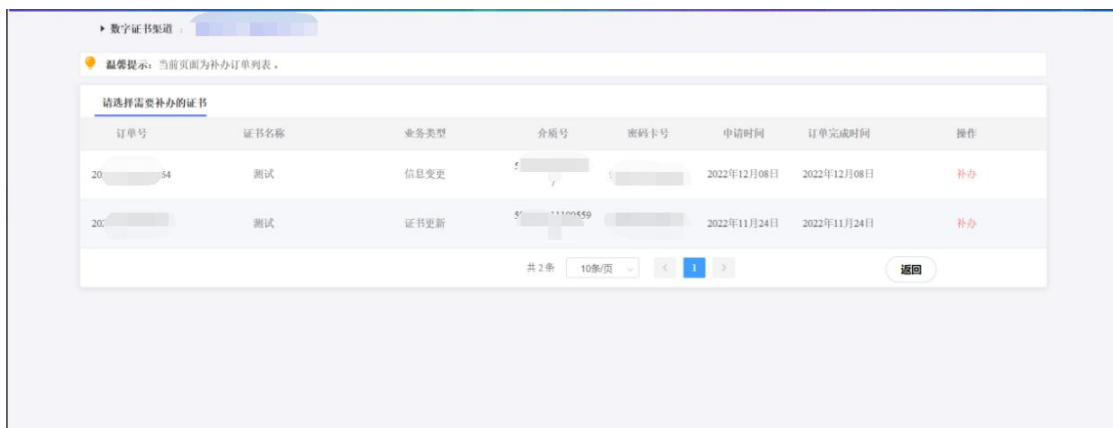 数字证书渠道：
温馨提示：当前页面为补办订单列表。
请选择需要补办的证书
订单号 证书名称 业务类型 介质号 密码卡号 申请时间 订单完成时间 操作
测试 信息变更 2022年12月08日 2022年12月08日 补办
测试 证书更新 2022年11月24日 2022年11月24日 补办
共 2 条 10条/页 < 1 > 返回